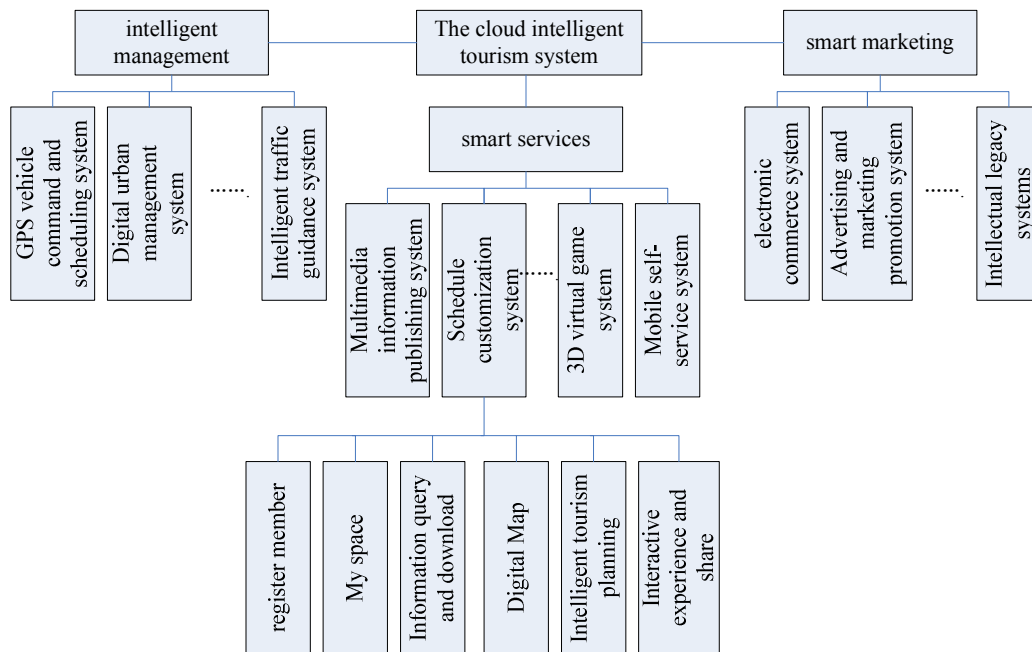 intelligent
management
The cloud intelligent
tourism system
smart marketing
GPS vehicle
command and
scheduling system
Digital urban
management
system
.......
Intelligent traffic
guidance system
smart services
electronic
commerce system
Advertising and
marketing
promotion system
.......
Intellectual legacy
systems
Multimedia
information
publishing system
Schedule
customization
system
.......
3D virtual game
system
Mobile self-
service system
register member
My space
Information query
and download
Digital Map
Intelligent tourism
planning
Interactive
experience and
share